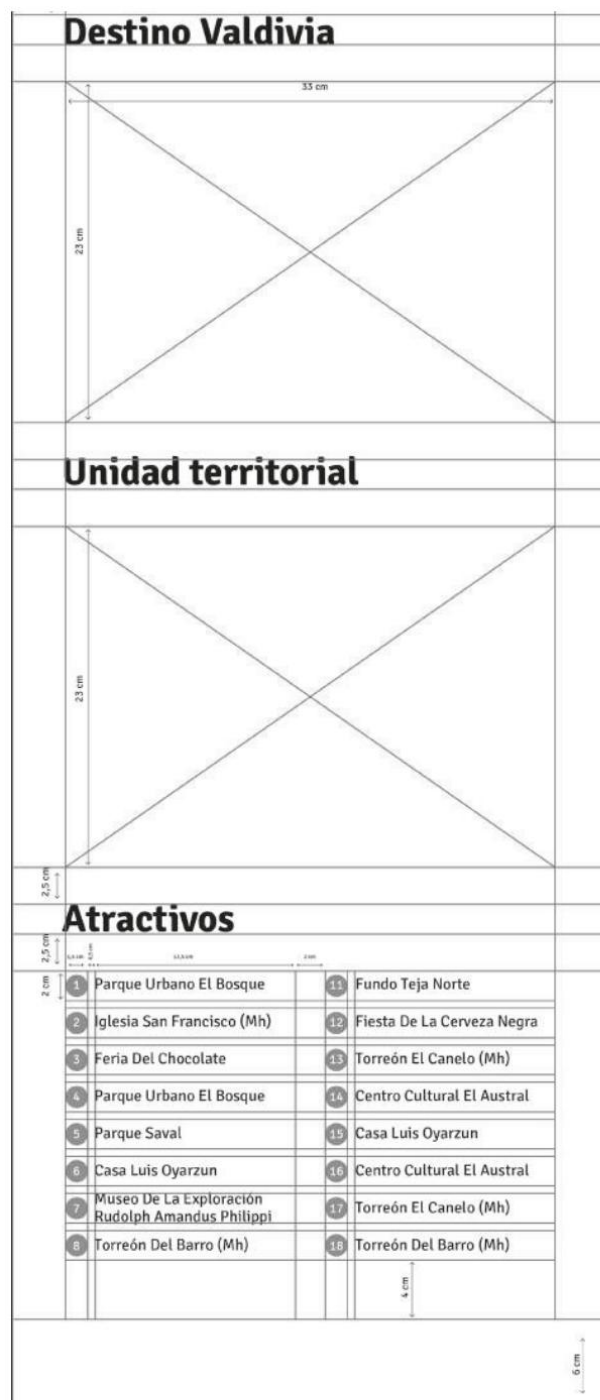 Destino Valdivia
33 cm
23 cm
Unidad territorial
23 cm
2,5 cm
Atractivos
2,5 cm
2 cm
2 cm
1 Parque Urbano El Bosque
2 Iglesia San Francisco (Mh)
3 Feria Del Chocolate
4 Parque Urbano El Bosque
5 Parque Saval
6 Casa Luis Oyarzun
7 Museo De La Exploración
Rudolph Amandus Philippi
8 Torreón Del Barro (Mh)
11 Fundo Teja Norte
12 Fiesta De La Cerveza Negra
13 Torreón El Canelo (Mh)
14 Centro Cultural El Austral
15 Casa Luis Oyarzun
16 Centro Cultural El Austral
17 Torreón El Canelo (Mh)
18 Torreón Del Barro (Mh)
4 cm
6 cm